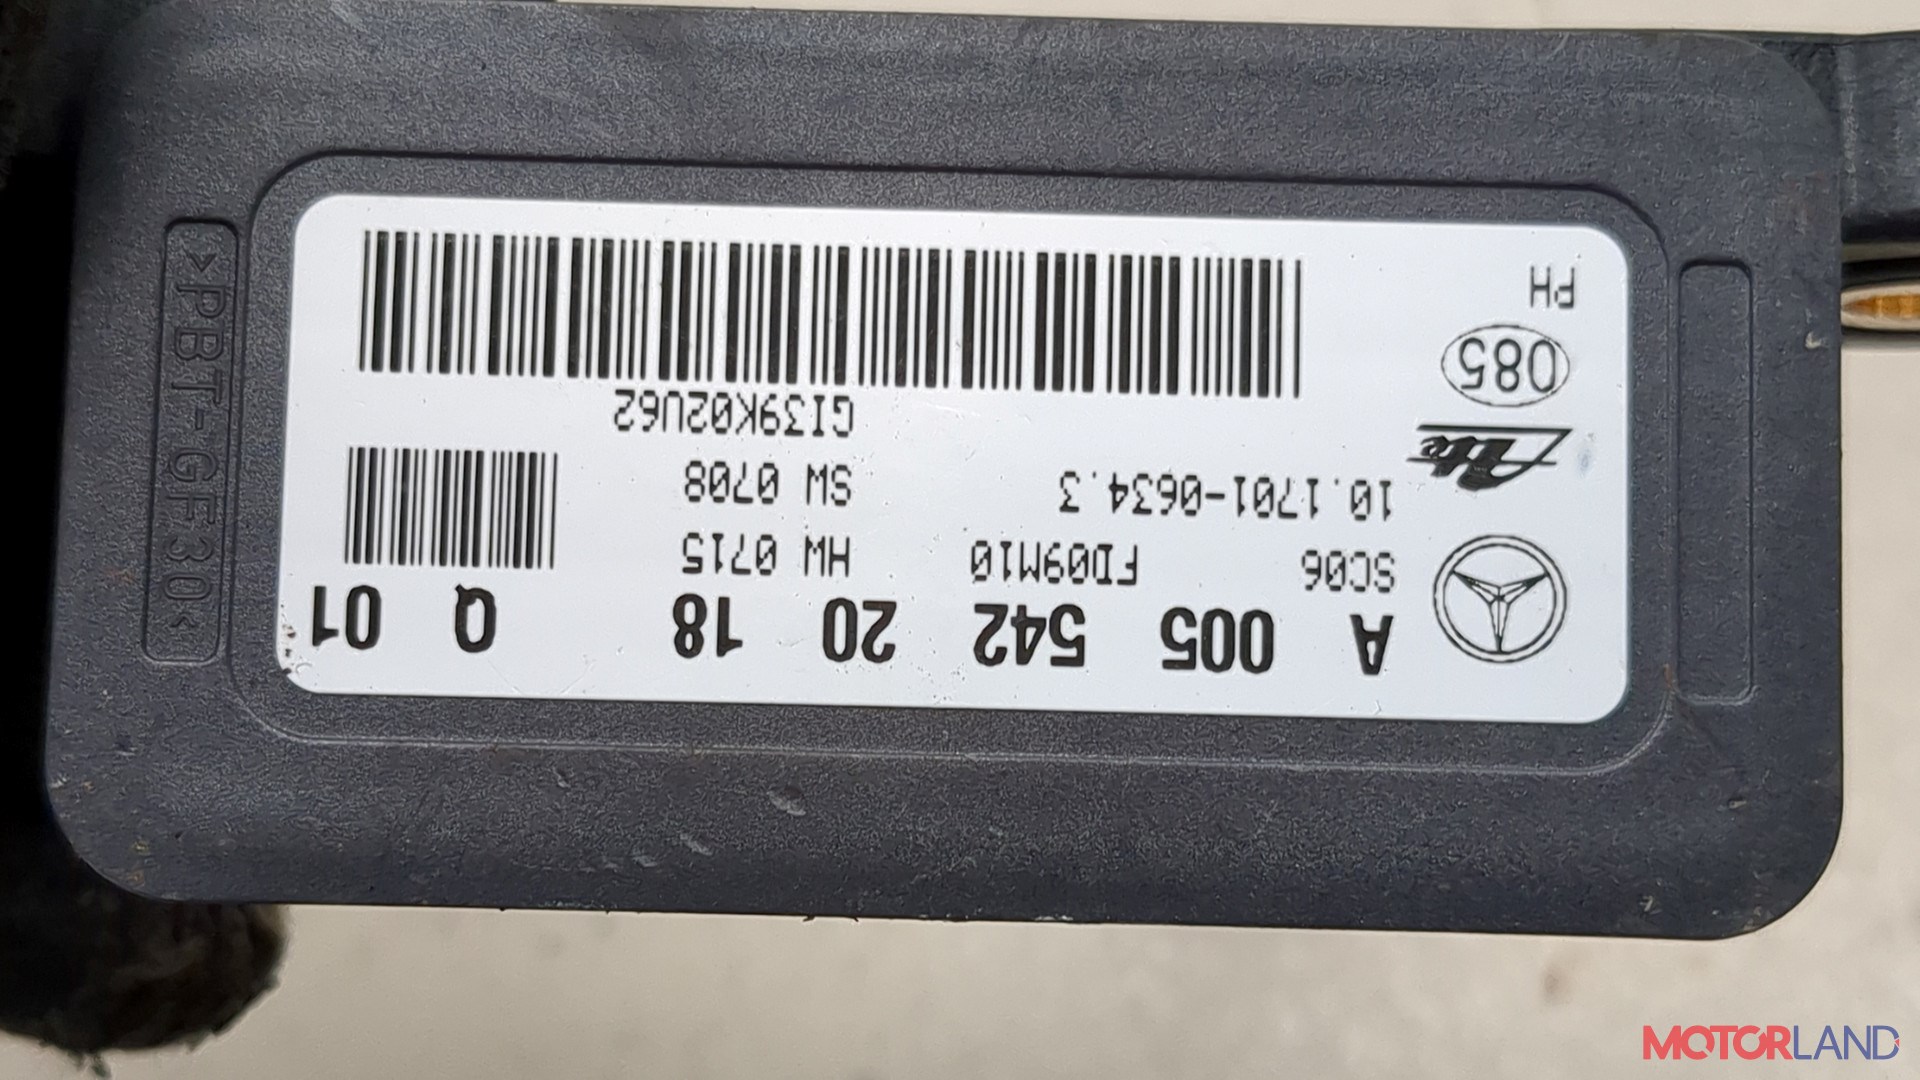 A 005 542 20 18 Q 01
SC06 FD09M10 HW 0715
10.1701-0634.3 SW 0708
Ate
GI39K02U62
085
PH
>PBT-GF30<
MOTORLAND